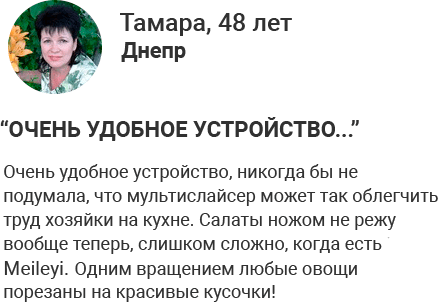 Тамара, 48 лет
Днепр
“ОЧЕНЬ УДОБНОЕ УСТРОЙСТВО...”
Очень удобное устройство, никогда бы не
подумала, что мультислайсер может так облегчить
труд хозяйки на кухне. Салаты ножом не режу
вообще теперь, слишком сложно, когда есть
Meileyi. Одним вращением любые овощи
порезаны на красивые кусочки!